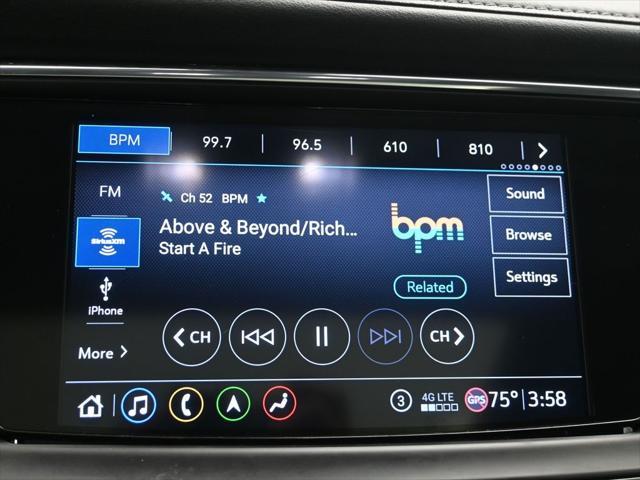 BPM 99.7 96.5 610 810
FM
Ch 52 BPM
Sound
SiriusXM
Above & Beyond/Rich...
bpm
Browse
Start A Fire
iPhone
Related
Settings
More
CH
CH
3
4G LTE
GPS
75° 3:58